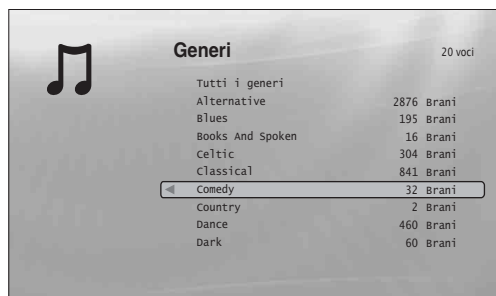 Generi 20 voci
Tutti i generi
Alternative 2876 Brani
Blues 195 Brani
Books And Spoken 16 Brani
Celtic 304 Brani
Classical 841 Brani
Comedy 32 Brani
Country 2 Brani
Dance 460 Brani
Dark 60 Brani